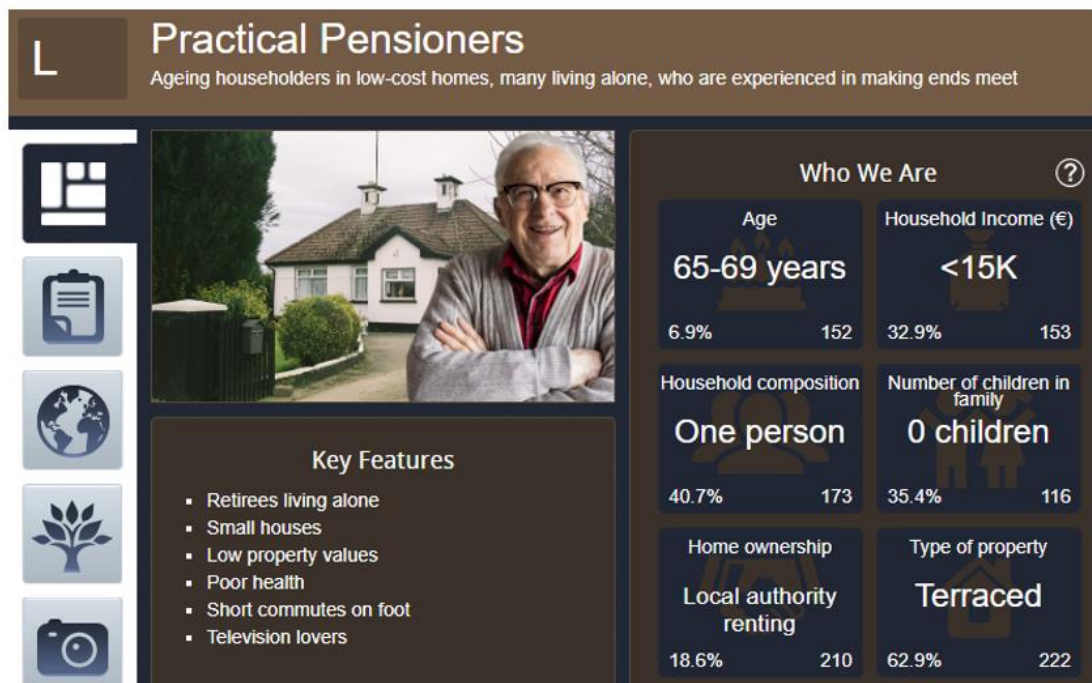 L
Practical Pensioners
Ageing householders in low-cost homes, many living alone, who are experienced in making ends meet
Key Features
▪ Retirees living alone
▪ Small houses
▪ Low property values
▪ Poor health
▪ Short commutes on foot
▪ Television lovers
Who We Are
?
Age
65-69 years
6.9% 152
Household Income (€)
<15K
32.9% 153
Household composition
One person
40.7% 173
Number of children in
family
0 children
35.4% 116
Home ownership
Local authority
renting
18.6% 210
Type of property
Terraced
62.9% 222